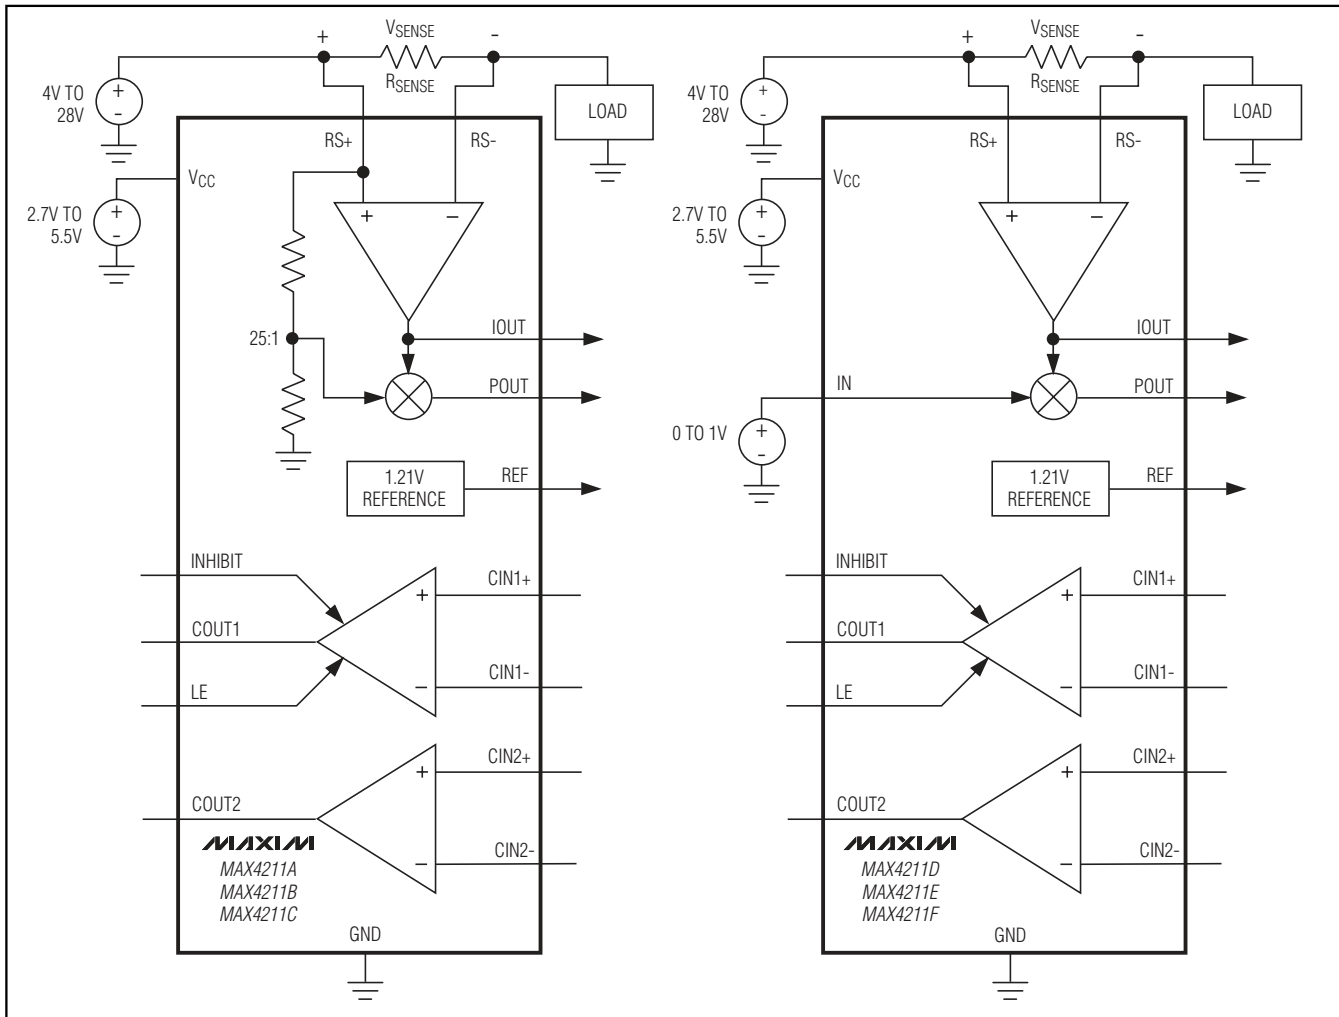 + VSENSE -
RSENSE
4V TO
28V
+
-
LOAD
RS+ RS-
VCC
2.7V TO
5.5V
+
-
+ −
IOUT
25:1
POUT
1.21V
REFERENCE
REF
INHIBIT
CIN1+
+
COUT1
CIN1-
−
LE
CIN2+
+
COUT2
CIN2-
−
MAXIM
MAX4211A
MAX4211B
MAX4211C
GND
+ VSENSE -
RSENSE
4V TO
28V
+
-
LOAD
RS+ RS-
VCC
2.7V TO
5.5V
+
-
+ −
IOUT
IN
POUT
0 TO 1V
+
-
1.21V
REFERENCE
REF
INHIBIT
CIN1+
+
COUT1
CIN1-
−
LE
CIN2+
+
COUT2
CIN2-
−
MAXIM
MAX4211D
MAX4211E
MAX4211F
GND